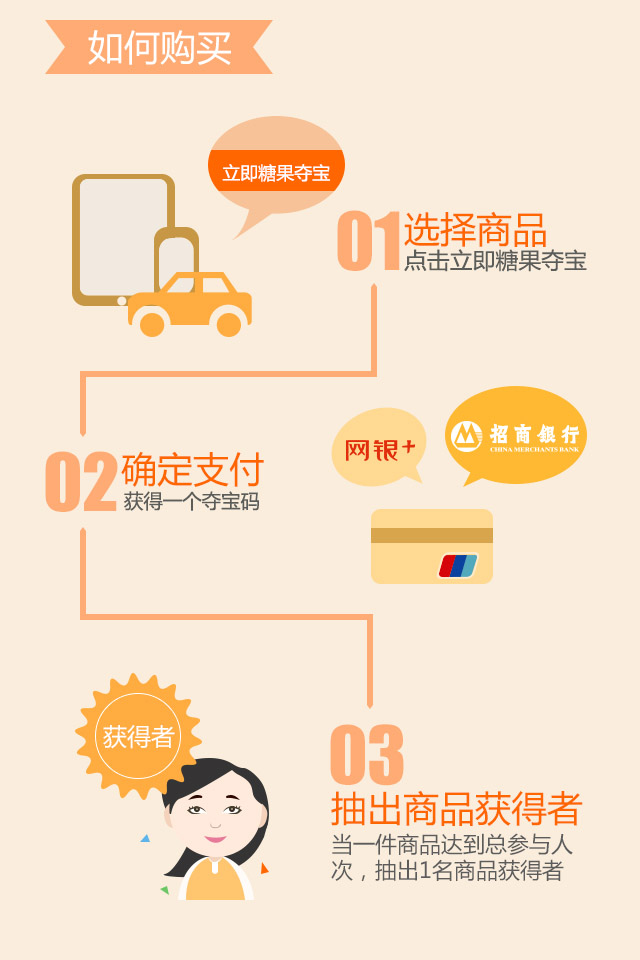 如何购买
立即糖果夺宝
01
选择商品
点击立即糖果夺宝
网银+
招商银行
CHINA MERCHANTS BANK
02
确定支付
获得一个夺宝码
获得者
03
抽出商品获得者
当一件商品达到总参与人
次，抽出1名商品获得者